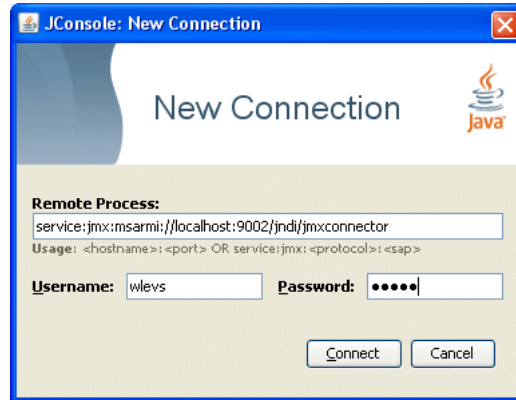 JConsole: New Connection
New Connection
Java
Remote Process:
service:jmx:msarmi://localhost:9002/jndi/jmxconnector
Usage: <hostname>:<port> OR service:jmx:<protocol>:<sap>
Username: wlevs Password: •••••
Connect Cancel